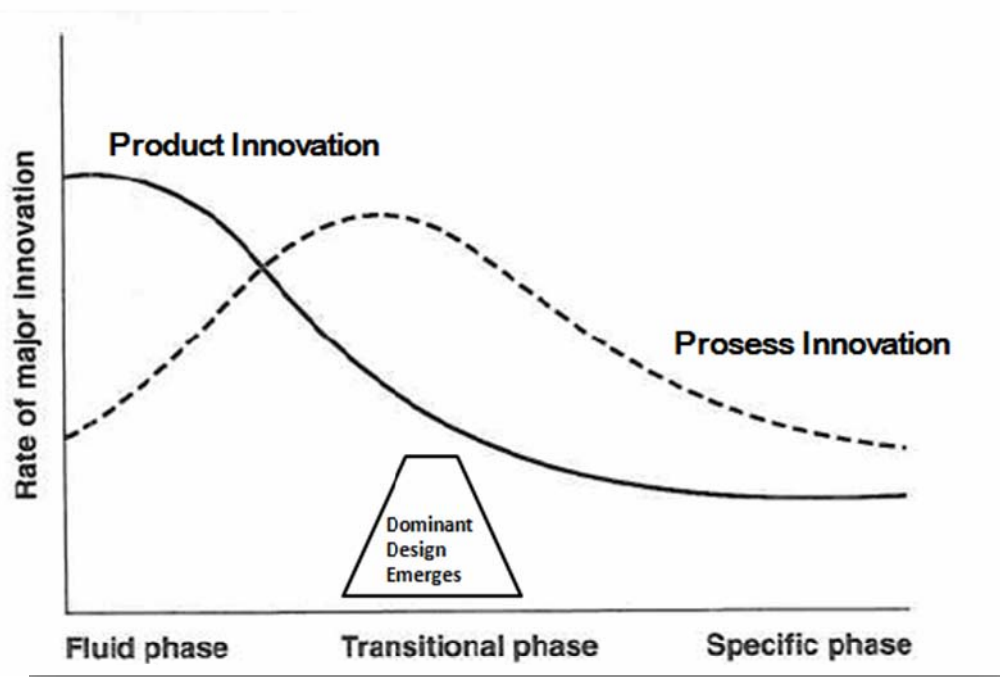 Product Innovation
Rate of major innovation
Prosess Innovation
Dominant
Design
Emerges
Fluid phase
Transitional phase
Specific phase